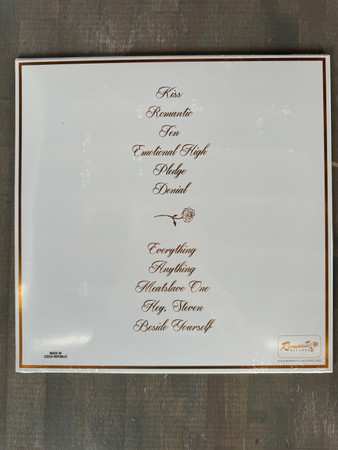 Kiss
Romantic
Ten
Emotional High
Pledge
Denial
Everything
Anything
Meatslave One
Hey, Steven
Beside Yourself
MADE IN
CZECH REPUBLIC